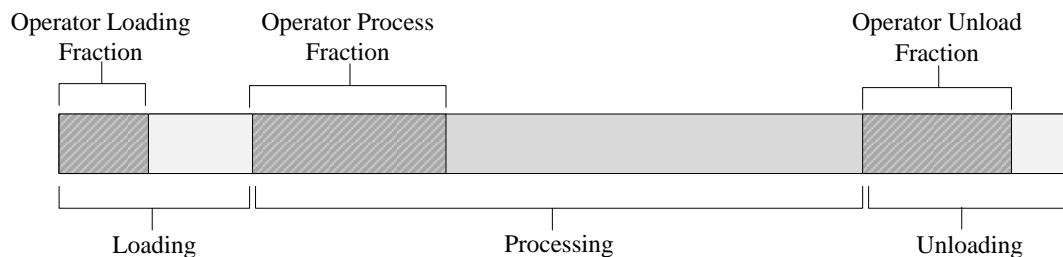 Operator Loading
Fraction
Operator Process
Fraction
Operator Unload
Fraction
Loading
Processing
Unloading